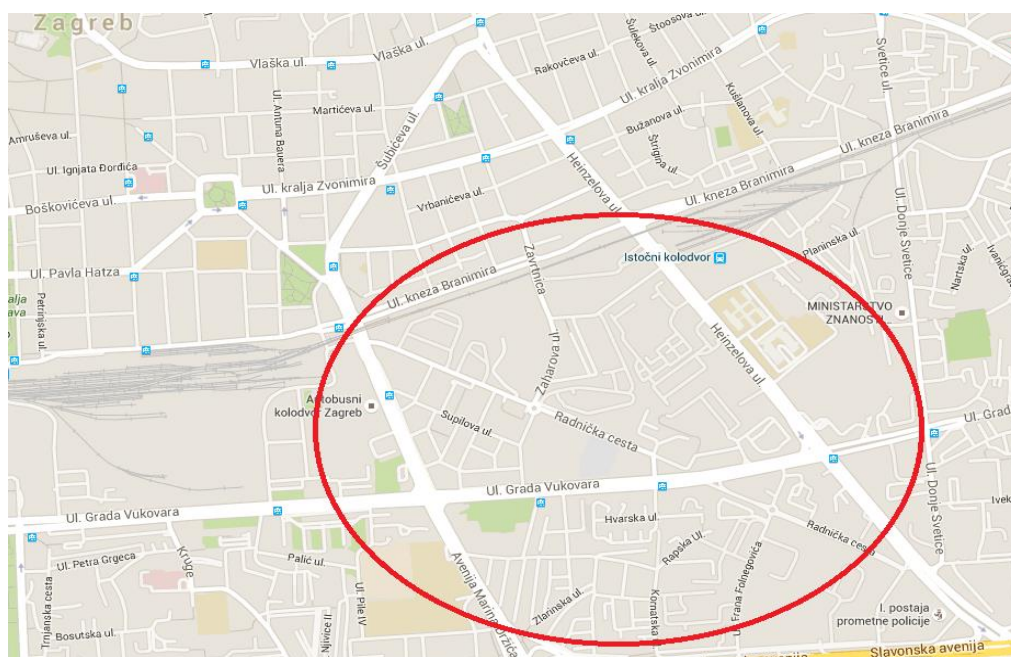 Zagreb
Vlaška ul.
Vlaška ul.
Rakovčeva ul.
Šulekova ul.
Štoosova ul.
Svetice ul.
Ul. kralja Zvonimira
Kušlanova ul.
Martićeva ul.
Ul. Antuna Bauera
Amruševa ul.
Šubićeva ul.
Bužanova ul.
Štrigina ul.
Ul. kneza Branimira
Ul. Ignjata Đorđića
Ul. kralja Zvonimira
Boškovićeva ul.
Vrbanićeva ul.
Heinzelova ul.
Ul. kneza Branimira
Ul. Donje Svetice
Zavrtnica
Planinska ul.
Istočni kolodvor
Ul. Pavla Hatza
Ul. kneza Branimira
Nartska ul.
Petrinjska ul.
MINISTARSTVO
ZNANOSTI
Heinzelova ul.
Zaharova ul.
Autobusni
kolodvor Zagreb
Supilova ul.
Radnička cesta
Ul. Grada
Ul. Donje Svetice
Ul. Grada Vukovara
Ul. Grada Vukovara
Hvarska ul.
Radnička cesta
Kruge
Ul. Petra Grgeca
Palić ul.
Rapska Ul.
Ul. Frana Folnegovića
Trnjanska cesta
Ul. Pile IV
Avenija Marina Držića
Zlarinska ul.
Kornatska
I. postaja
prometne policije
Bosutska ul.
Njivice II
Slavonska avenija